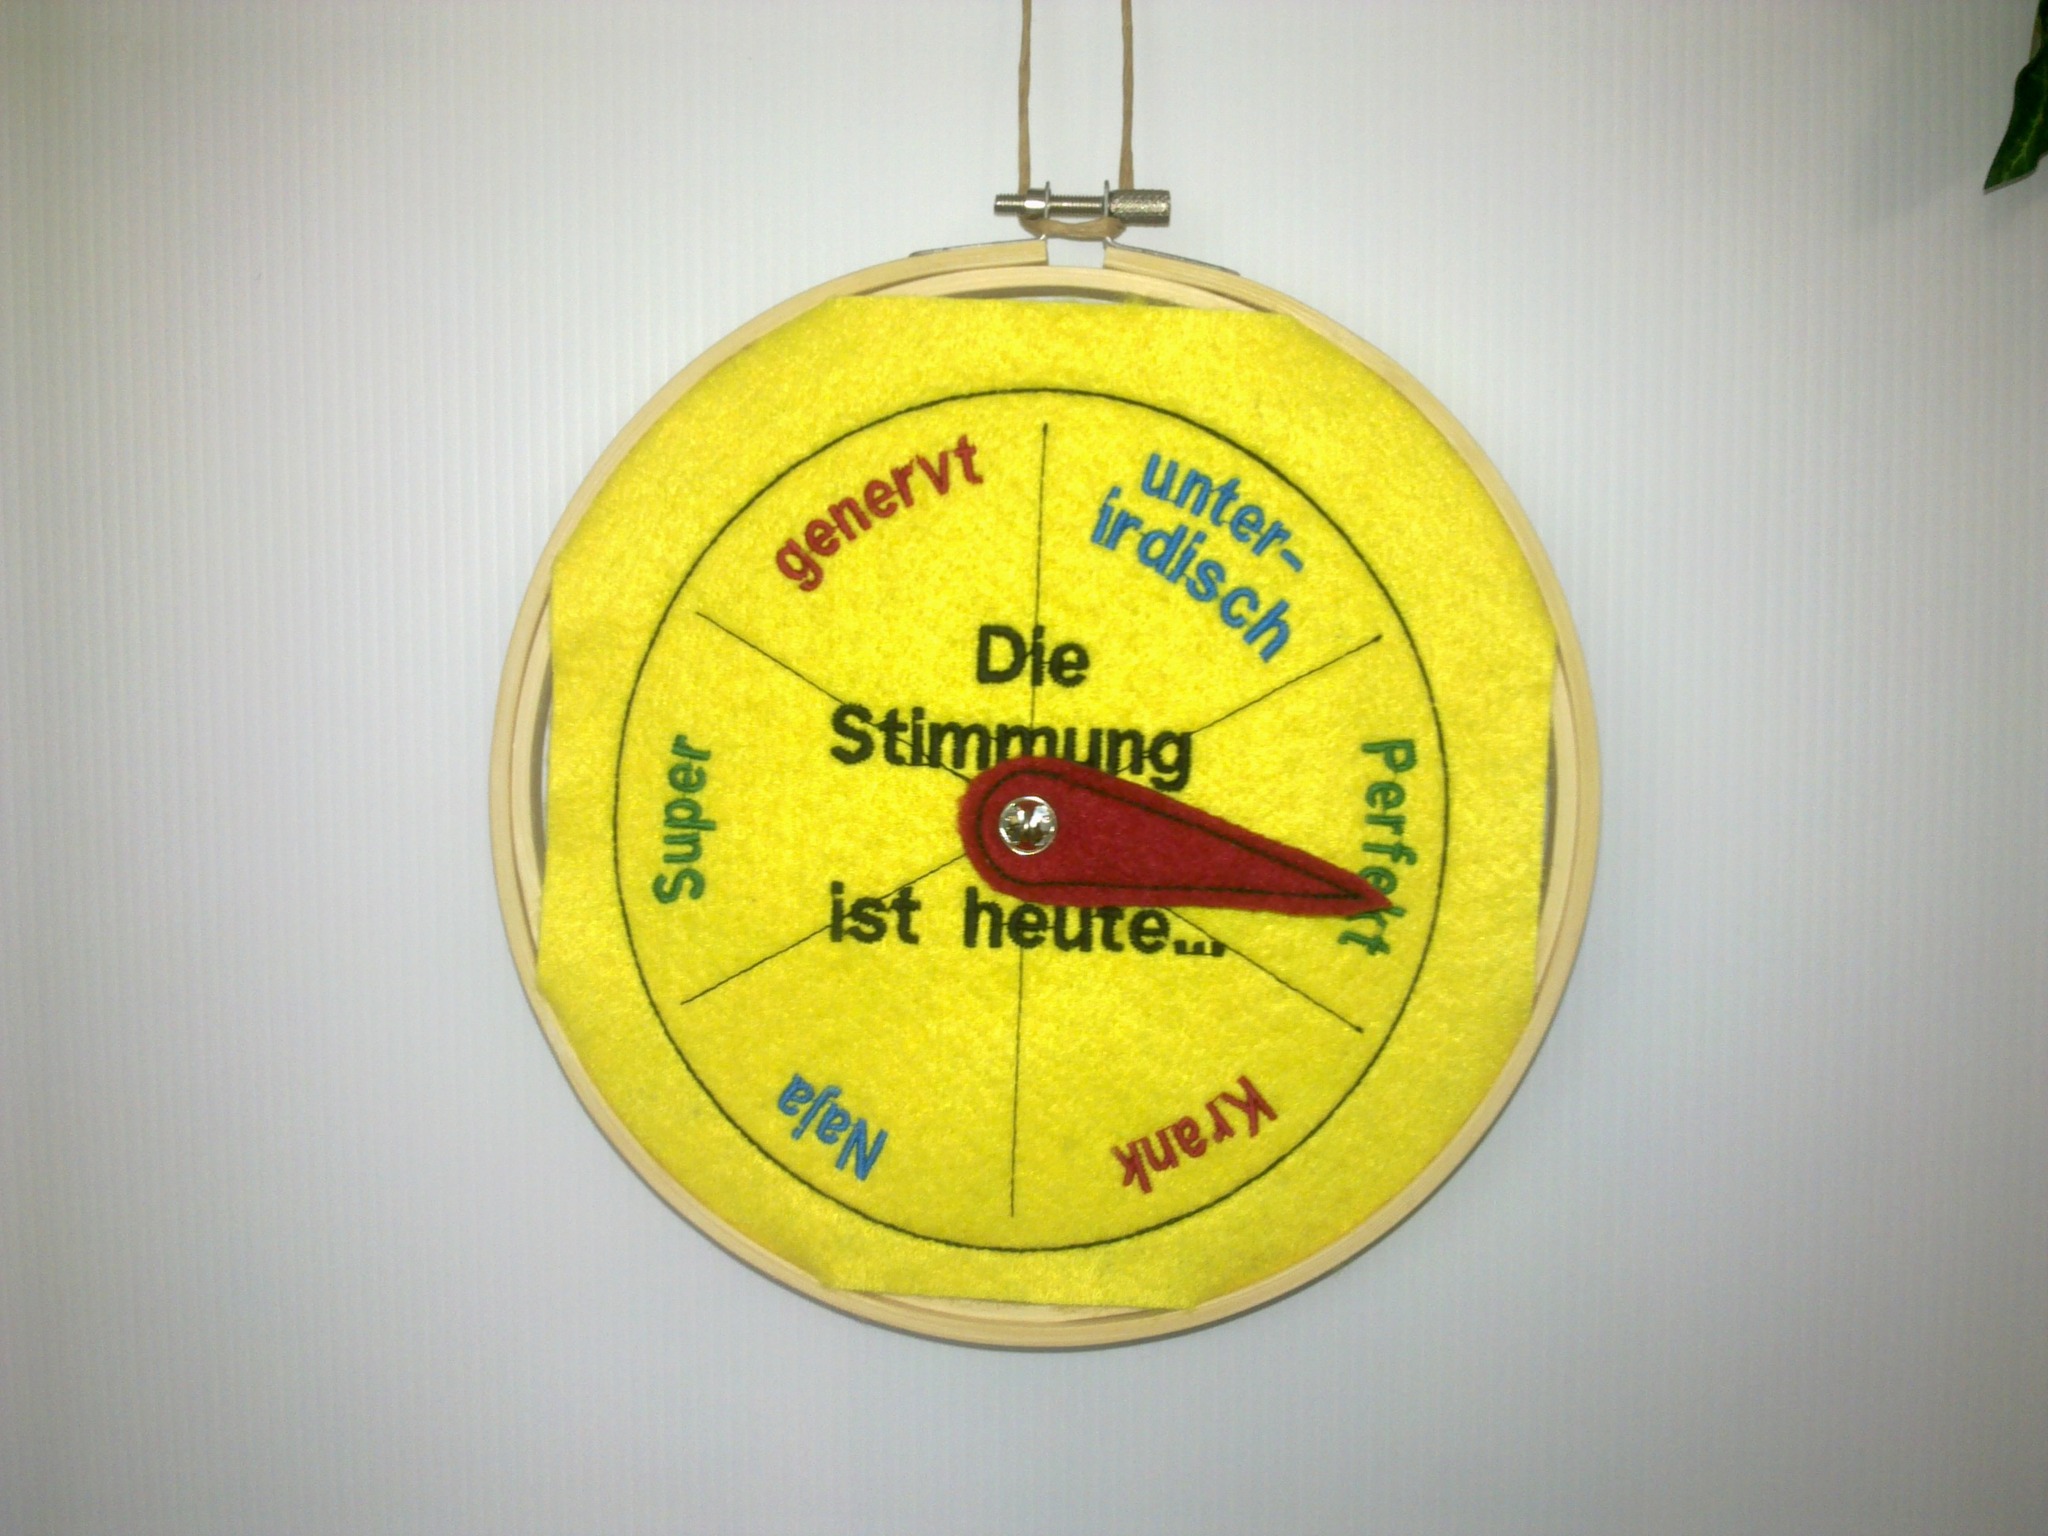 genervt
unter-
irdisch
Die
Stimmung
ist heute...
Super
Perfekt
Naja
Krank